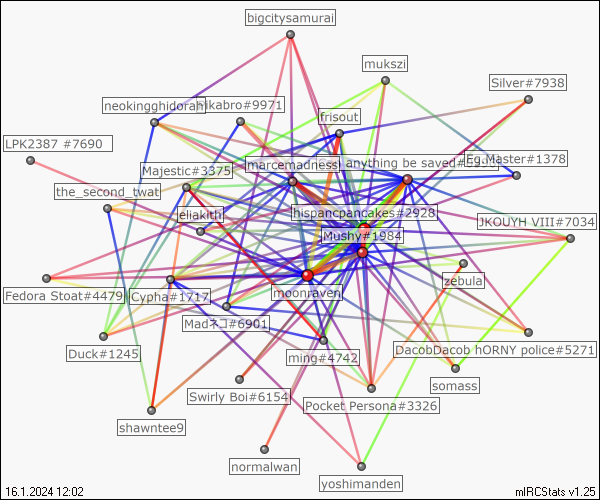 bigcitysamurai
mukszi
Silver#7938
neokingghidorah
hikabro#9971
frisout
LPK2387 #7690
marcemadness
anything be saved
Eg.Master#1378
Majestic#3375
the_second_twat
eliakith
hispancpancakes#2928
JKOUYH VIII#7034
Mushy#1984
zebula
Fedora Stoat#4479
Cypha#1717
moonraven
Madネコ#6901
Duck#1245
ming#4742
DacobDacob hORNY police#5271
somass
Swirly Boi#6154
Pocket Persona#3326
shawntee9
normalwan
yoshimanden
16.1.2024 12:02
mIRCStats v1.25